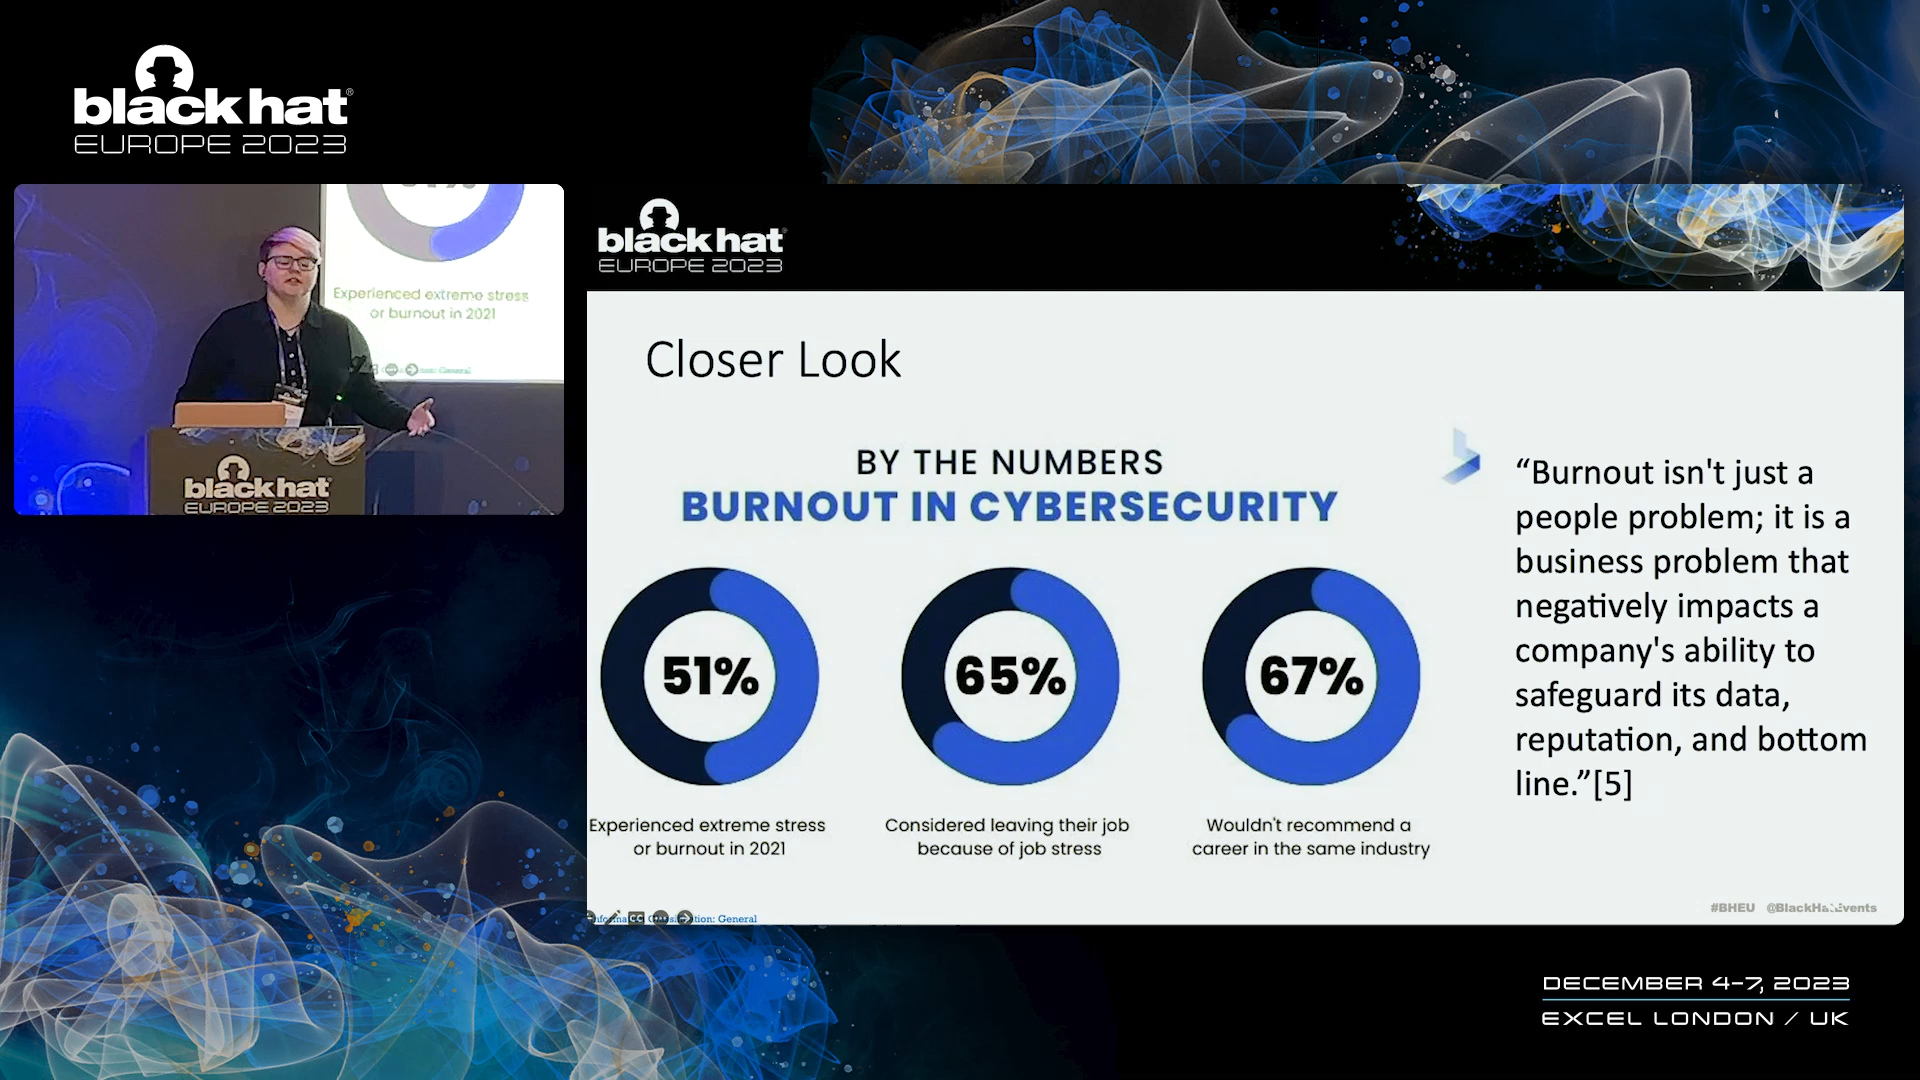 black hat®
EUROPE 2023
Experienced extreme stress
or burnout in 2021
General
black hat
EUROPE 2023
black hat
EUROPE 2023
Closer Look
BY THE NUMBERS
BURNOUT IN CYBERSECURITY
51%
65%
67%
Experienced extreme stress
or burnout in 2021
Considered leaving their job
because of job stress
Wouldn't recommend a
career in the same industry
“Burnout isn't just a
people problem; it is a
business problem that
negatively impacts a
company's ability to
safeguard its data,
reputation, and bottom
line.”[5]
CC
General
#BHEU @BlackHatEvents
DECEMBER 4-7, 2023
EXCEL LONDON / UK